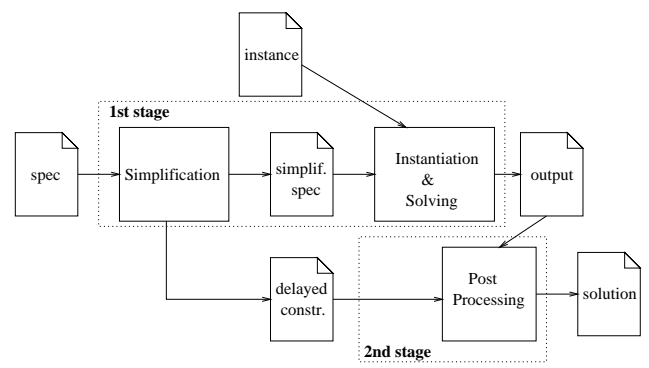 instance
1st stage
spec
Simplification
simplif.
spec
Instantiation
&
Solving
output
delayed
constr.
Post
Processing
solution
2nd stage